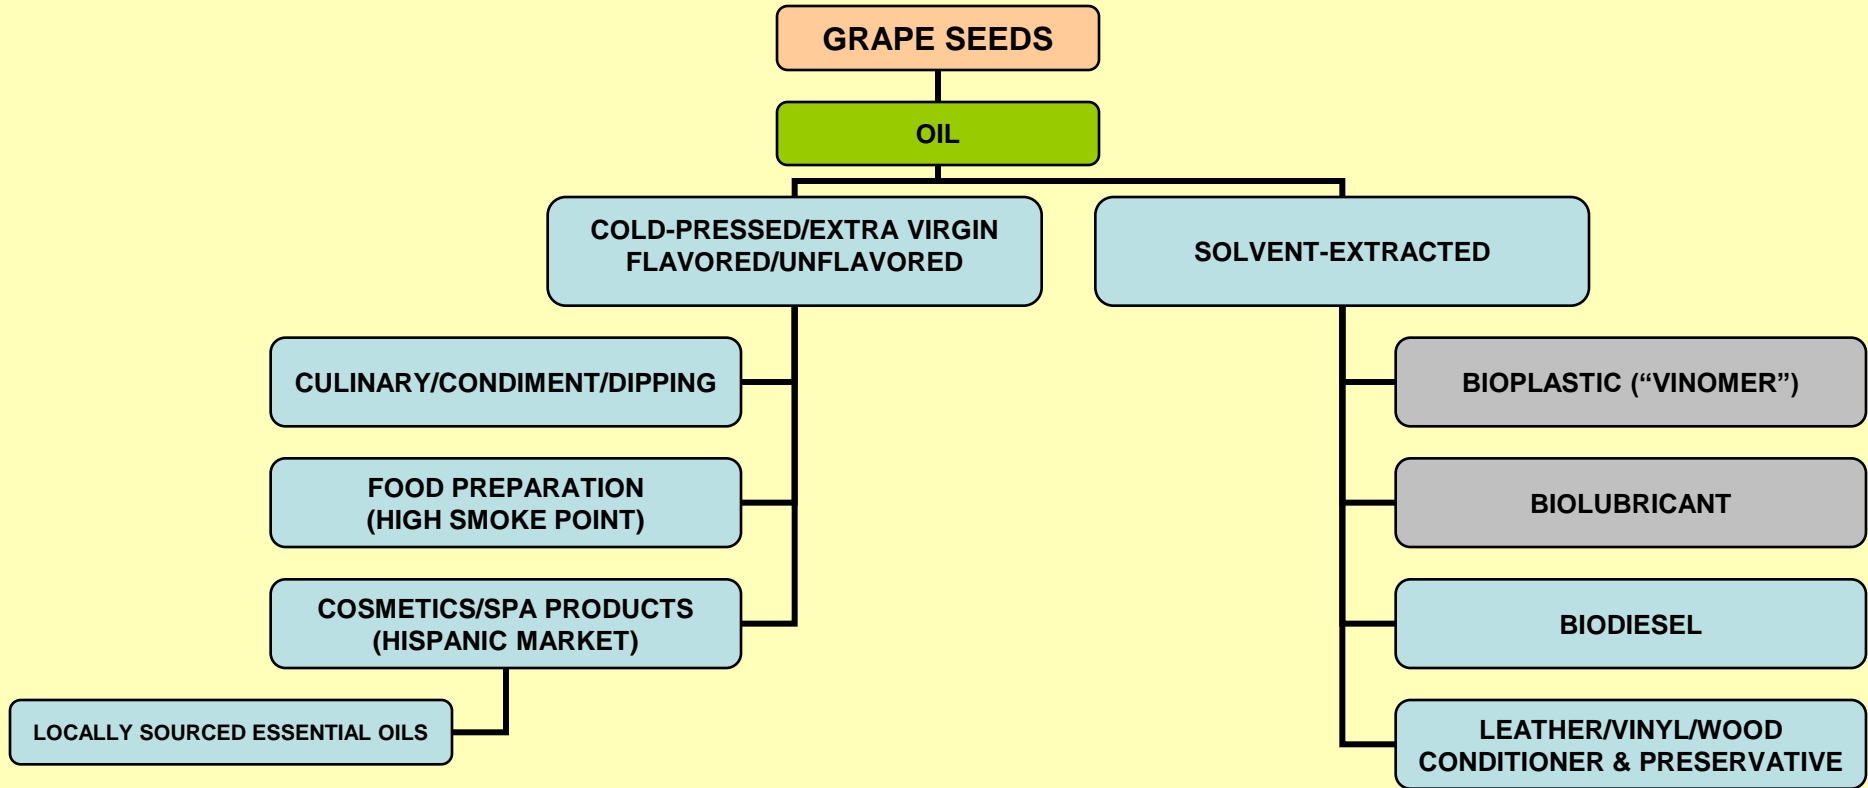 GRAPE SEEDS
OIL
COLD-PRESSED/EXTRA VIRGIN
FLAVORED/UNFLAVORED
SOLVENT-EXTRACTED
CULINARY/CONDIMENT/DIPPING
FOOD PREPARATION
(HIGH SMOKE POINT)
COSMETICS/SPA PRODUCTS
(HISPANIC MARKET)
LOCALLY SOURCED ESSENTIAL OILS
BIOPLASTIC (“VINOMER”)
BIOLUBRICANT
BIODIESEL
LEATHER/VINYL/WOOD
CONDITIONER & PRESERVATIVE